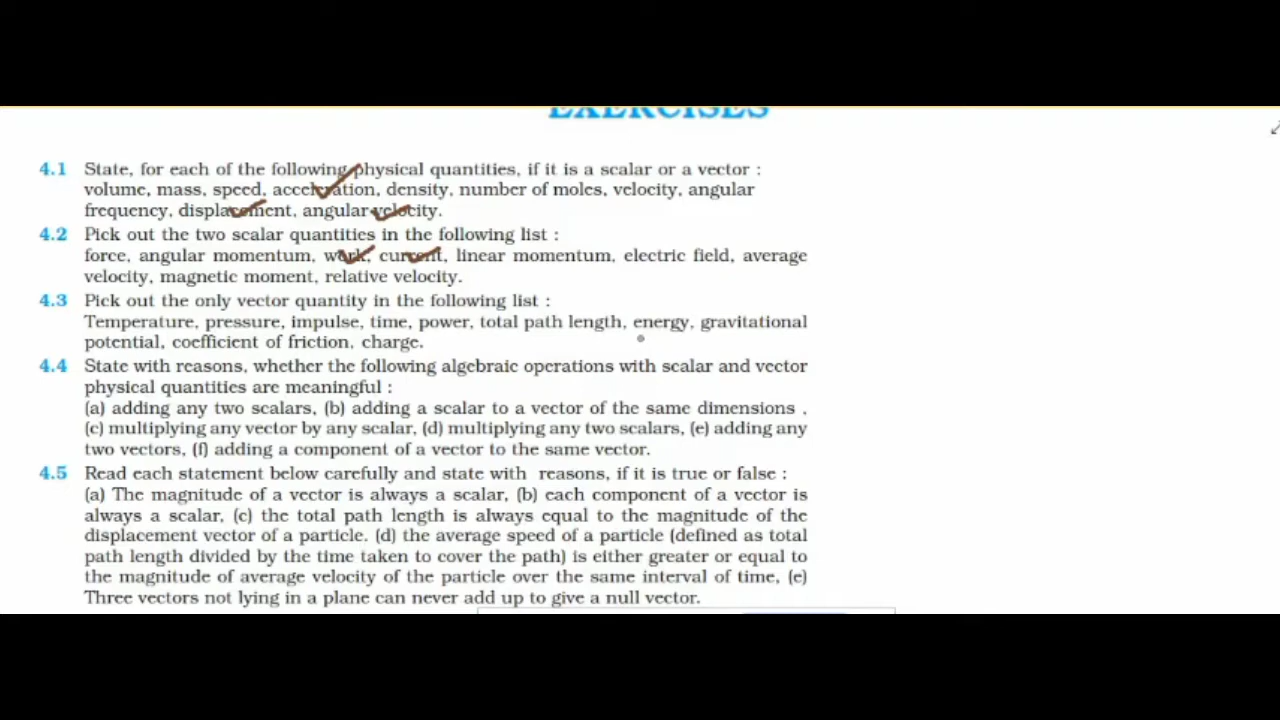 EXERCISES
4.1 State, for each of the following physical quantities, if it is a scalar or a vector :
volume, mass, speed, acceleration, density, number of moles, velocity, angular
frequency, displacement, angular velocity.
4.2 Pick out the two scalar quantities in the following list :
force, angular momentum, work, current, linear momentum, electric field, average
velocity, magnetic moment, relative velocity.
4.3 Pick out the only vector quantity in the following list :
Temperature, pressure, impulse, time, power, total path length, energy, gravitational
potential, coefficient of friction, charge.
4.4 State with reasons, whether the following algebraic operations with scalar and vector
physical quantities are meaningful :
(a) adding any two scalars, (b) adding a scalar to a vector of the same dimensions ,
(c) multiplying any vector by any scalar, (d) multiplying any two scalars, (e) adding any
two vectors, (f) adding a component of a vector to the same vector.
4.5 Read each statement below carefully and state with reasons, if it is true or false :
(a) The magnitude of a vector is always a scalar, (b) each component of a vector is
always a scalar, (c) the total path length is always equal to the magnitude of the
displacement vector of a particle. (d) the average speed of a particle (defined as total
path length divided by the time taken to cover the path) is either greater or equal to
the magnitude of average velocity of the particle over the same interval of time, (e)
Three vectors not lying in a plane can never add up to give a null vector.